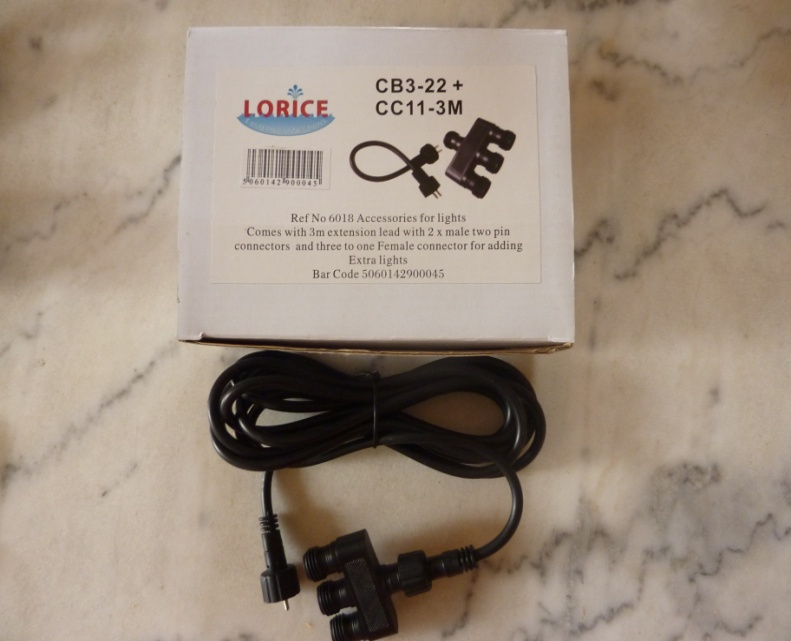 CB3-22 +
CC11-3M
LORICE
5060142900045
Ref No 6018 Accessories for lights
Comes with 3m extension lead with 2 x male two pin
connectors and three to one Female connector for adding
Extra lights
Bar Code 5060142900045